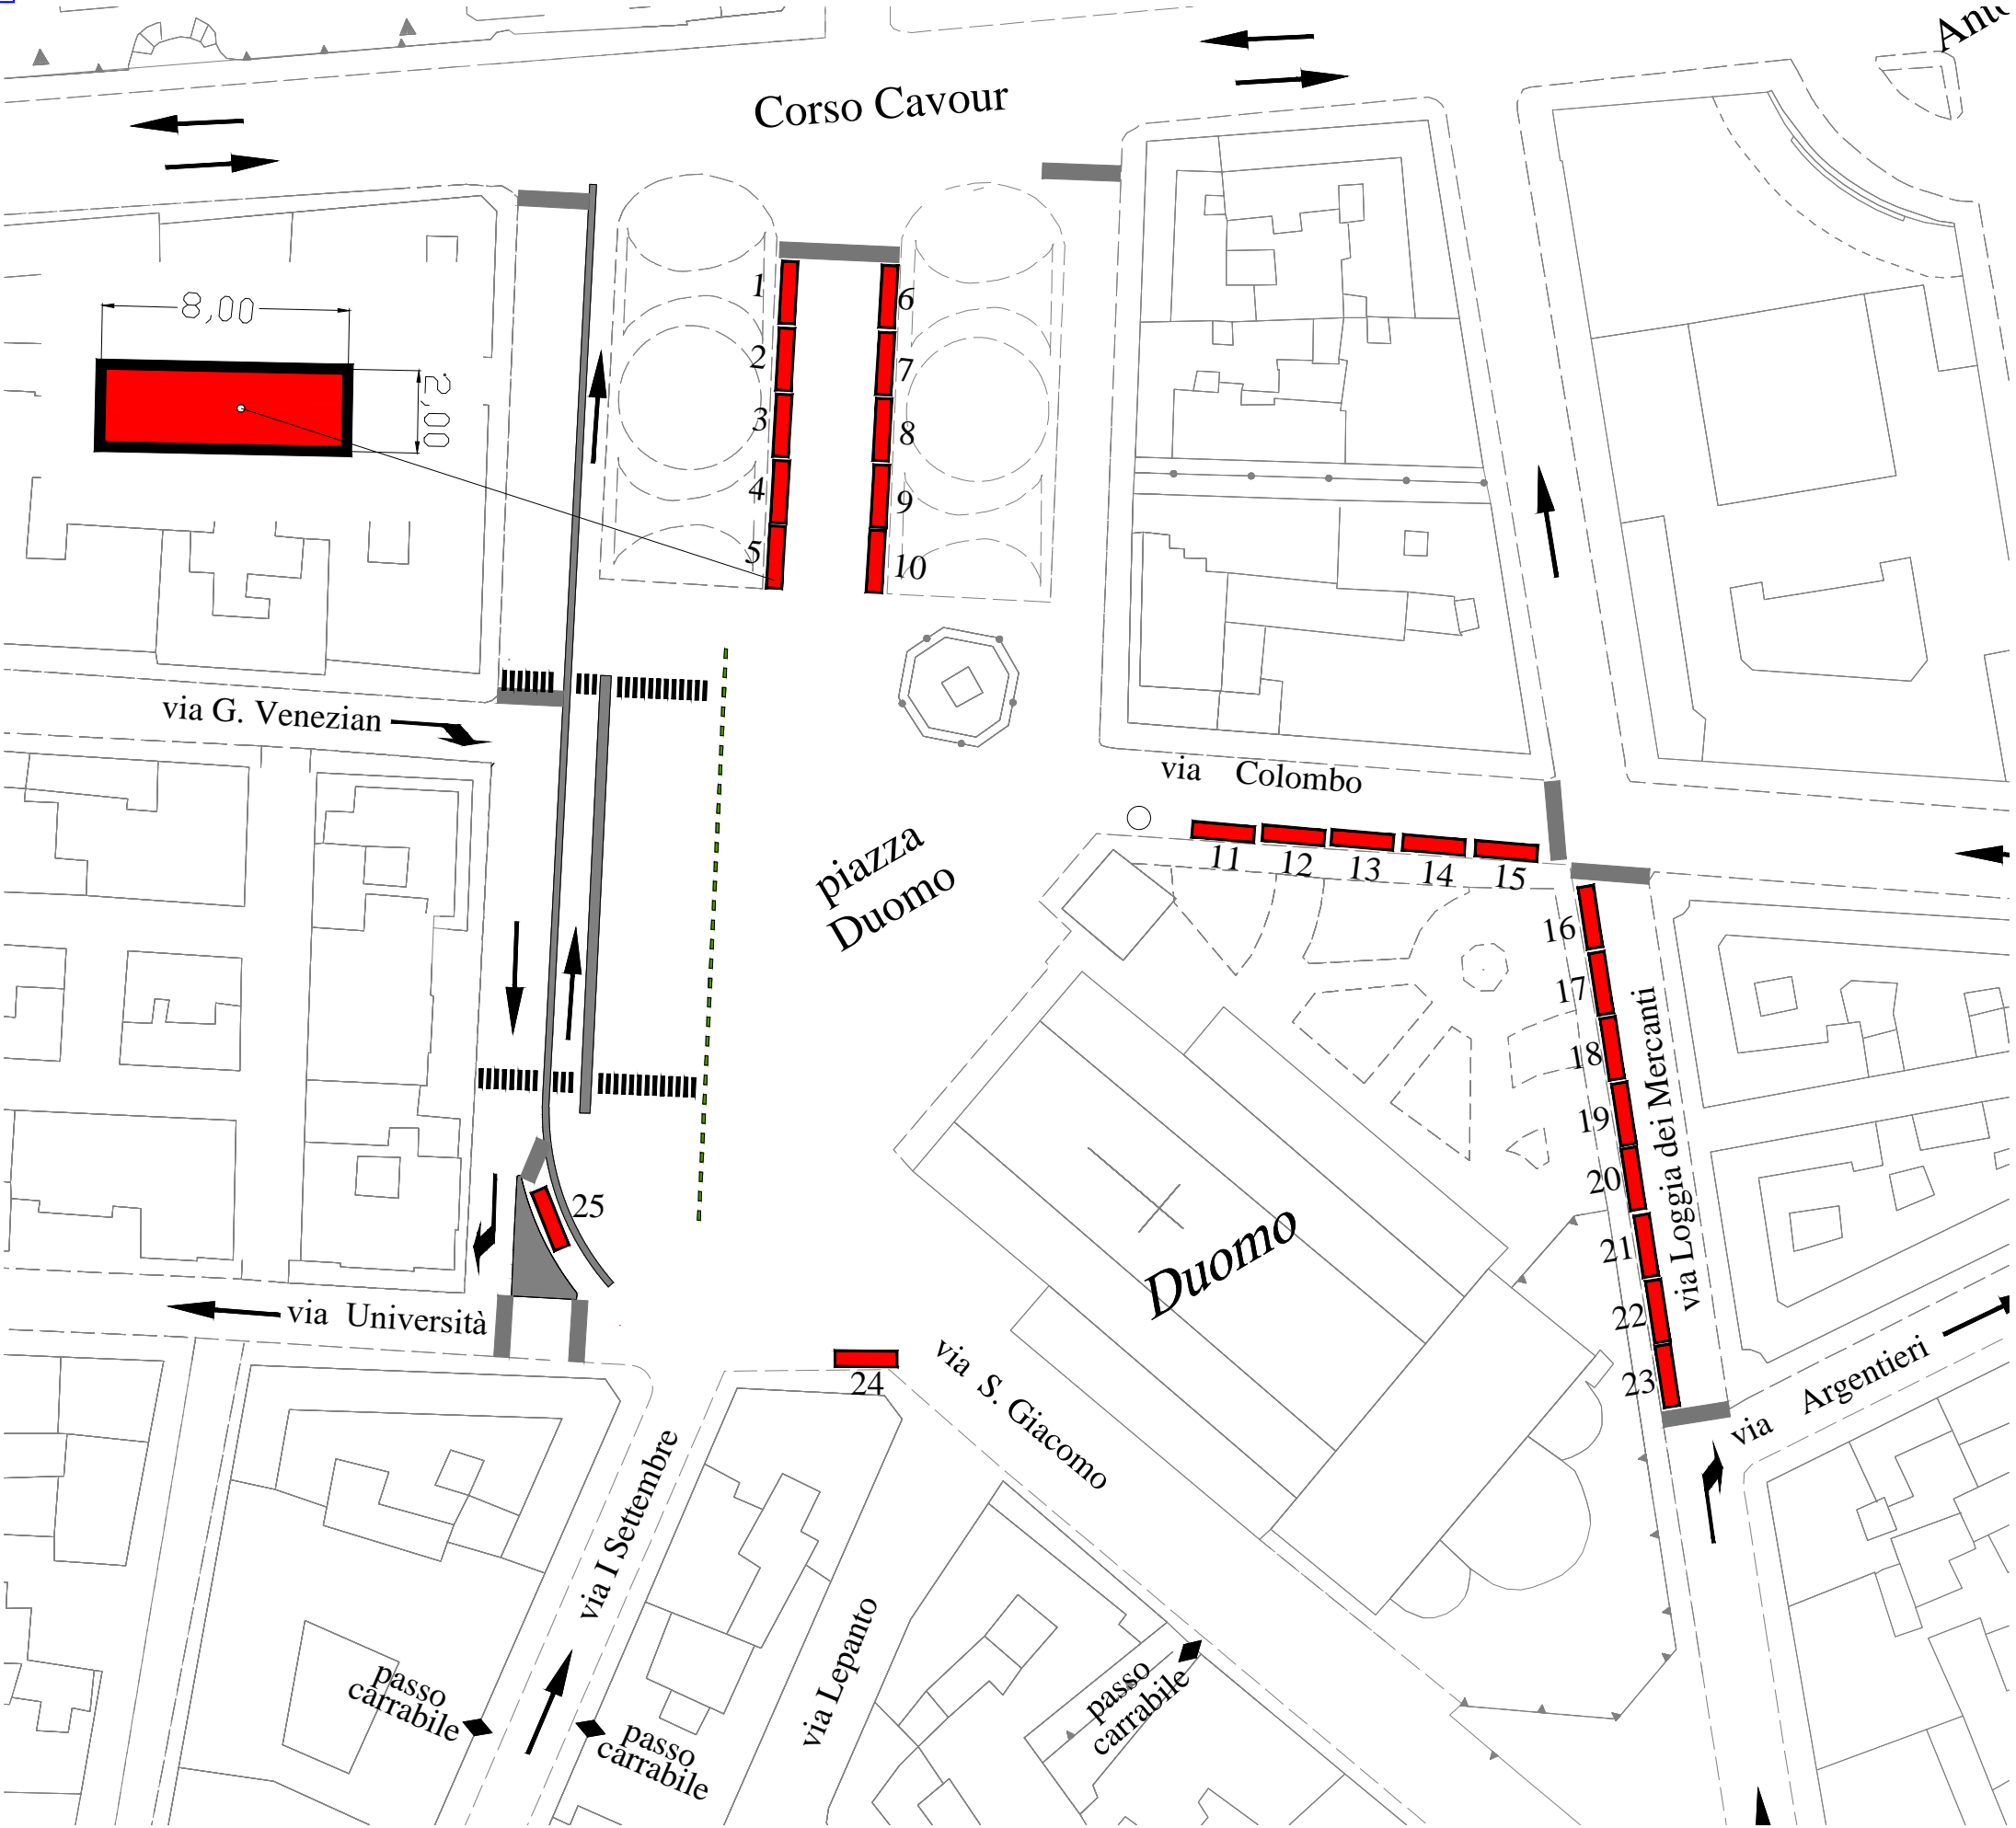 Corso Cavour
8,00
2,00
1
2
3
4
5
6
7
8
9
10
via G. Venezian
via Colombo
11
12
13
14
15
piazza
Duomo
16
17
18
19
20
21
22
23
via Loggia dei Mercanti
25
Duomo
via Università
24
via S. Giacomo
via Argentieri
via I Settembre
via Lepanto
passo
carrabile
passo
carrabile
passo
carrabile